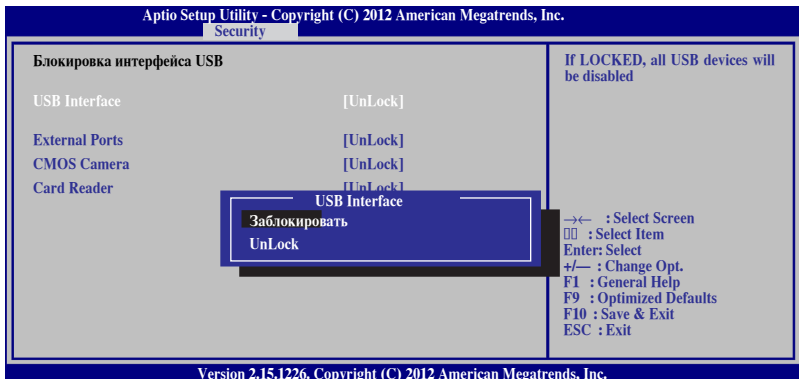 Aptio Setup Utility - Copyright (C) 2012 American Megatrends, Inc.
Security
Блокировка интерфейса USB
USB Interface [UnLock]
External Ports [UnLock]
CMOS Camera [UnLock]
Card Reader [UnLock]
USB Interface
Заблокировать
UnLock
If LOCKED, all USB devices will
be disabled
→← : Select Screen
▯▯ : Select Item
Enter: Select
+/— : Change Opt.
F1 : General Help
F9 : Optimized Defaults
F10 : Save & Exit
ESC : Exit
Version 2.15.1226. Copyright (C) 2012 American Megatrends, Inc.